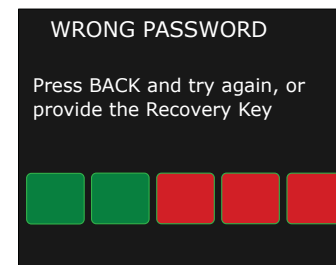 WRONG PASSWORD
Press BACK and try again, or
provide the Recovery Key